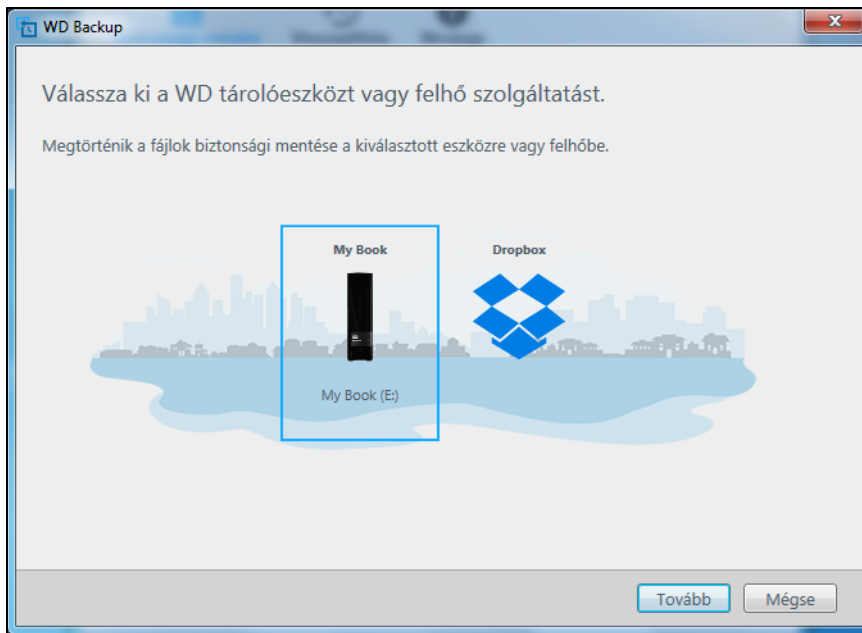 WD Backup
Válassza ki a WD tárolóeszközt vagy felhő szolgáltatást.
Megtörténik a fájlok biztonsági mentése a kiválasztott eszközre vagy felhőbe.
My Book
Dropbox
My Book (E:)
Tovább
Mégse